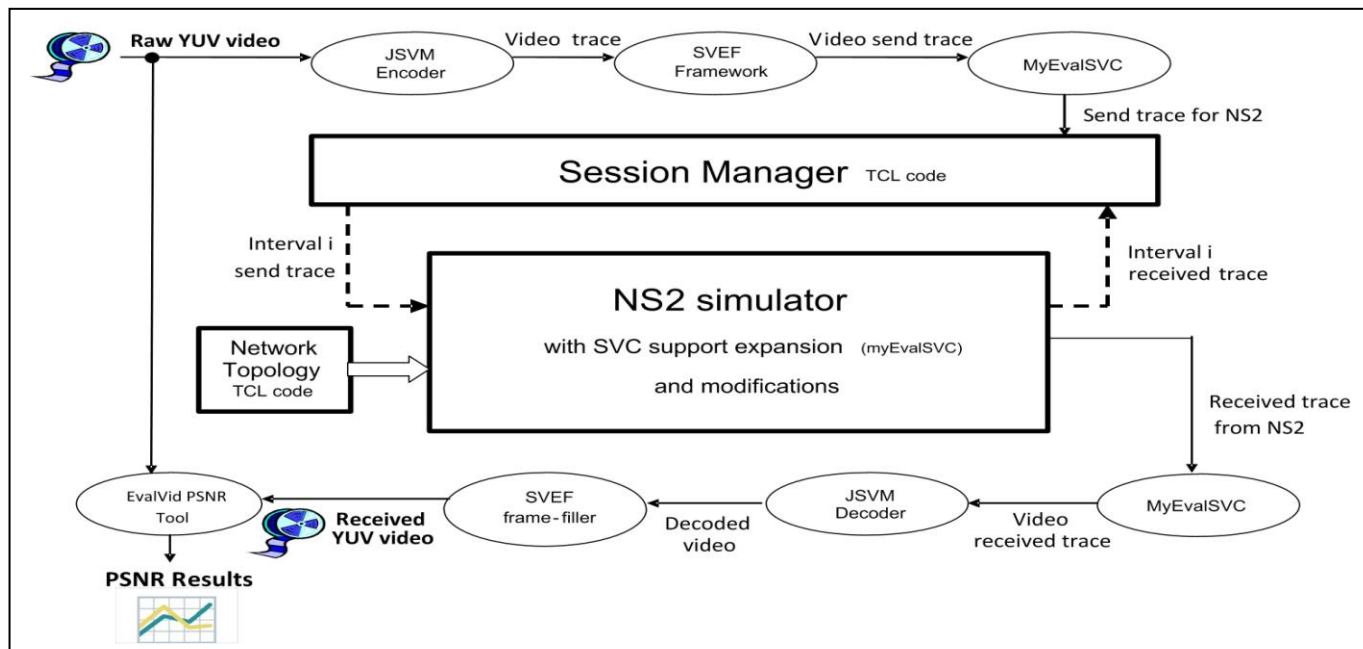 Raw YUV video
JSVM
Encoder
Video trace
SVEF
Framework
Video send trace
MyEvalSVC
Send trace for NS2
Session Manager TCL code
Interval i
send trace
Interval i
received trace
NS2 simulator
with SVC support expansion (myEvalSVC)
and modifications
Network
Topology
TCL code
Received trace
from NS2
EvalVid PSNR
Tool
Received
YUV video
SVEF
frame-filler
Decoded
video
JSVM
Decoder
Video
received trace
MyEvalSVC
PSNR Results